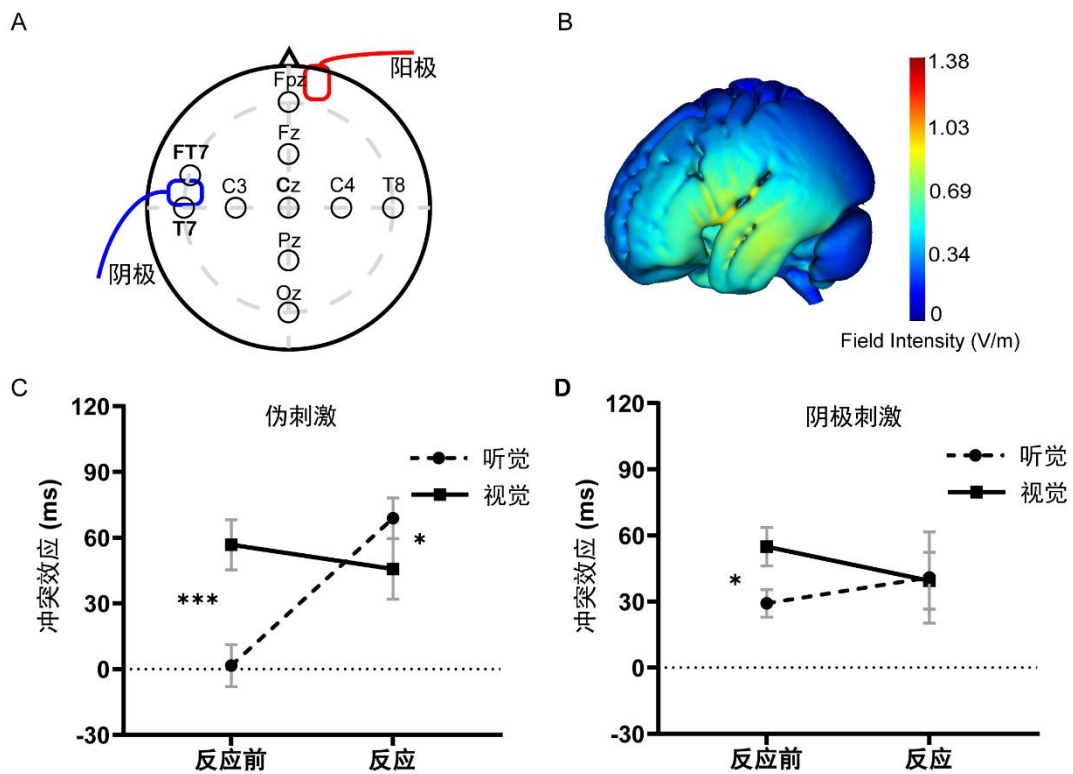 A
阳极
Fpz
Fz
FT7
C3
Cz
C4
T8
T7
Pz
阴极
Oz
B
1.38
1.03
0.69
0.34
0
Field Intensity (V/m)
C
伪刺激
听觉
视觉
冲突效应 (ms)
120
90
60
30
0
-30
***
*
反应前
反应
D
阴极刺激
听觉
视觉
冲突效应 (ms)
120
90
60
30
0
-30
*
反应前
反应